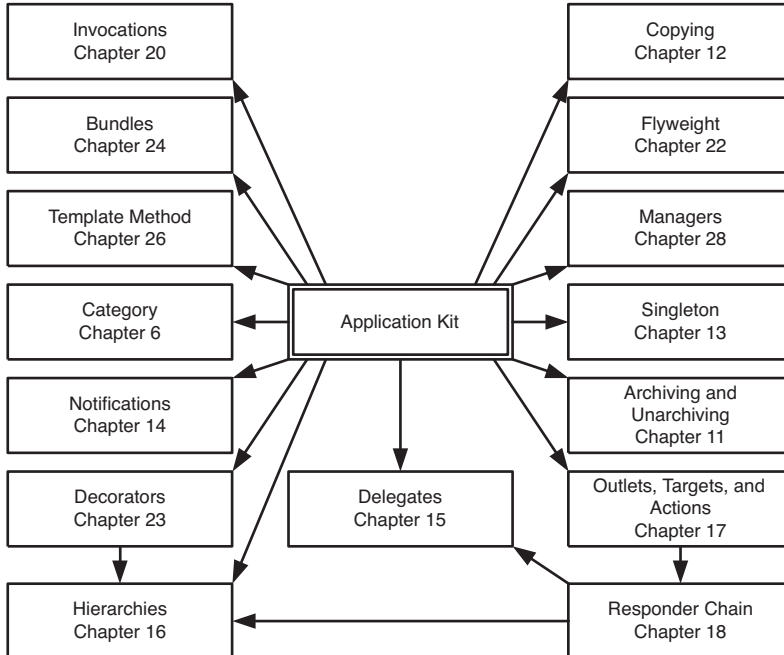 Invocations
Chapter 20
Copying
Chapter 12
Bundles
Chapter 24
Flyweight
Chapter 22
Template Method
Chapter 26
Managers
Chapter 28
Category
Chapter 6
Application Kit
Singleton
Chapter 13
Notifications
Chapter 14
Archiving and
Unarchiving
Chapter 11
Decorators
Chapter 23
Delegates
Chapter 15
Outlets, Targets, and
Actions
Chapter 17
Hierarchies
Chapter 16
Responder Chain
Chapter 18